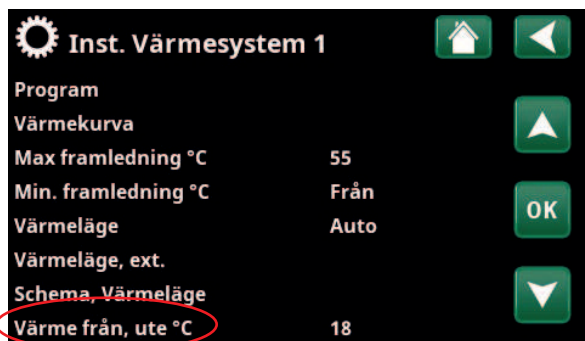 Inst. Värmesystem 1
Program
Värmekurva
Max framledning °C 55
Min. framledning °C Från
Värmeläge Auto
Värmeläge, ext.
Schema, Värmeläge
Värme från, ute °C 18
OK